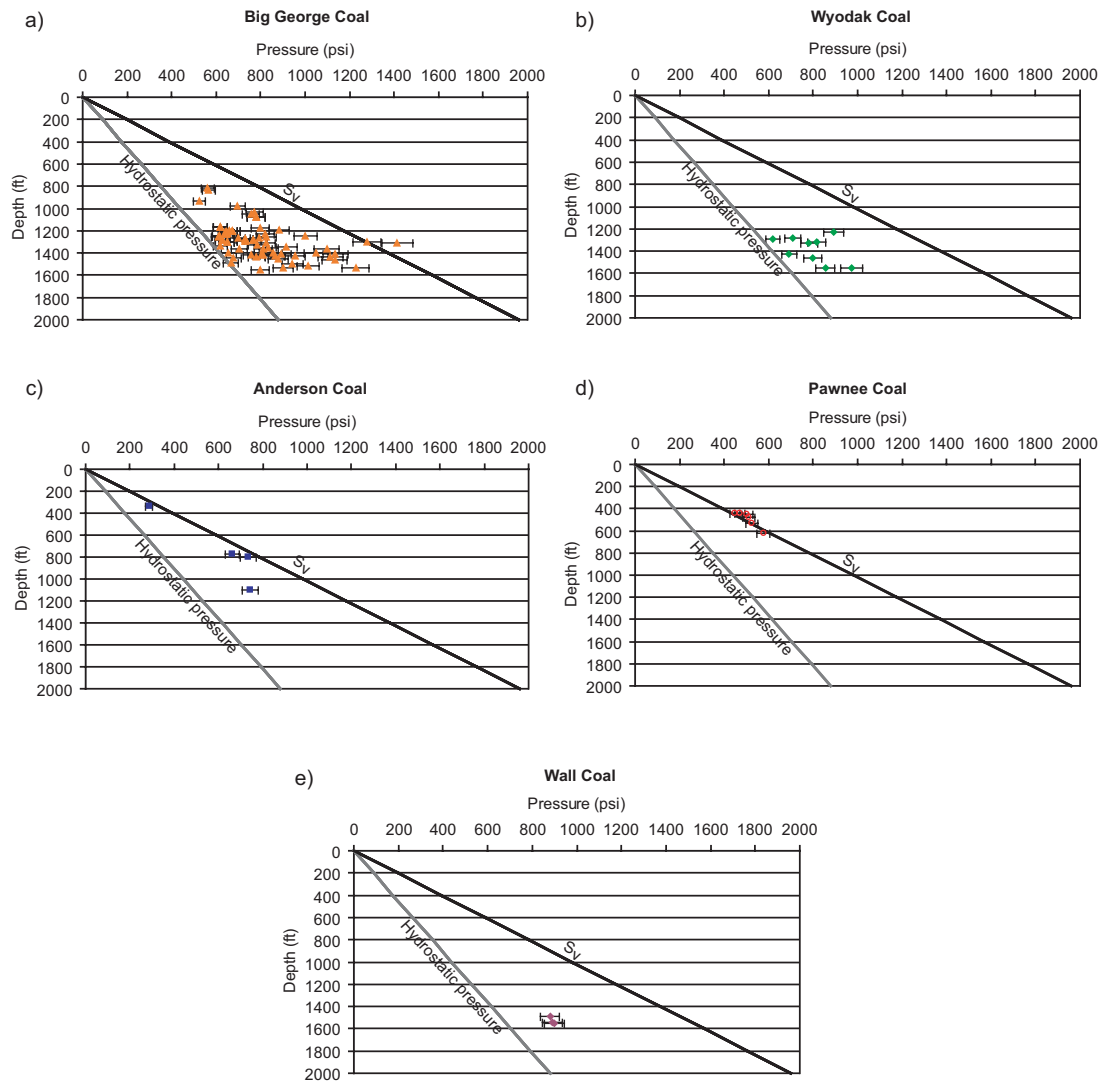 a)
Big George Coal
Pressure (psi)
0 200 400 600 800 1000 1200 1400 1600 1800 2000
Depth (ft)
0
200
400
600
800
1000
1200
1400
1600
1800
2000
Hydrostatic pressure
Sv
b)
Wyodak Coal
Pressure (psi)
0 200 400 600 800 1000 1200 1400 1600 1800 2000
Depth (ft)
0
200
400
600
800
1000
1200
1400
1600
1800
2000
Hydrostatic pressure
Sv
c)
Anderson Coal
Pressure (psi)
0 200 400 600 800 1000 1200 1400 1600 1800 2000
Depth (ft)
0
200
400
600
800
1000
1200
1400
1600
1800
2000
Hydrostatic pressure
Sv
d)
Pawnee Coal
Pressure (psi)
0 200 400 600 800 1000 1200 1400 1600 1800 2000
Depth (ft)
0
200
400
600
800
1000
1200
1400
1600
1800
2000
Hydrostatic pressure
Sv
e)
Wall Coal
Pressure (psi)
0 200 400 600 800 1000 1200 1400 1600 1800 2000
Depth (ft)
0
200
400
600
800
1000
1200
1400
1600
1800
2000
Hydrostatic pressure
Sv